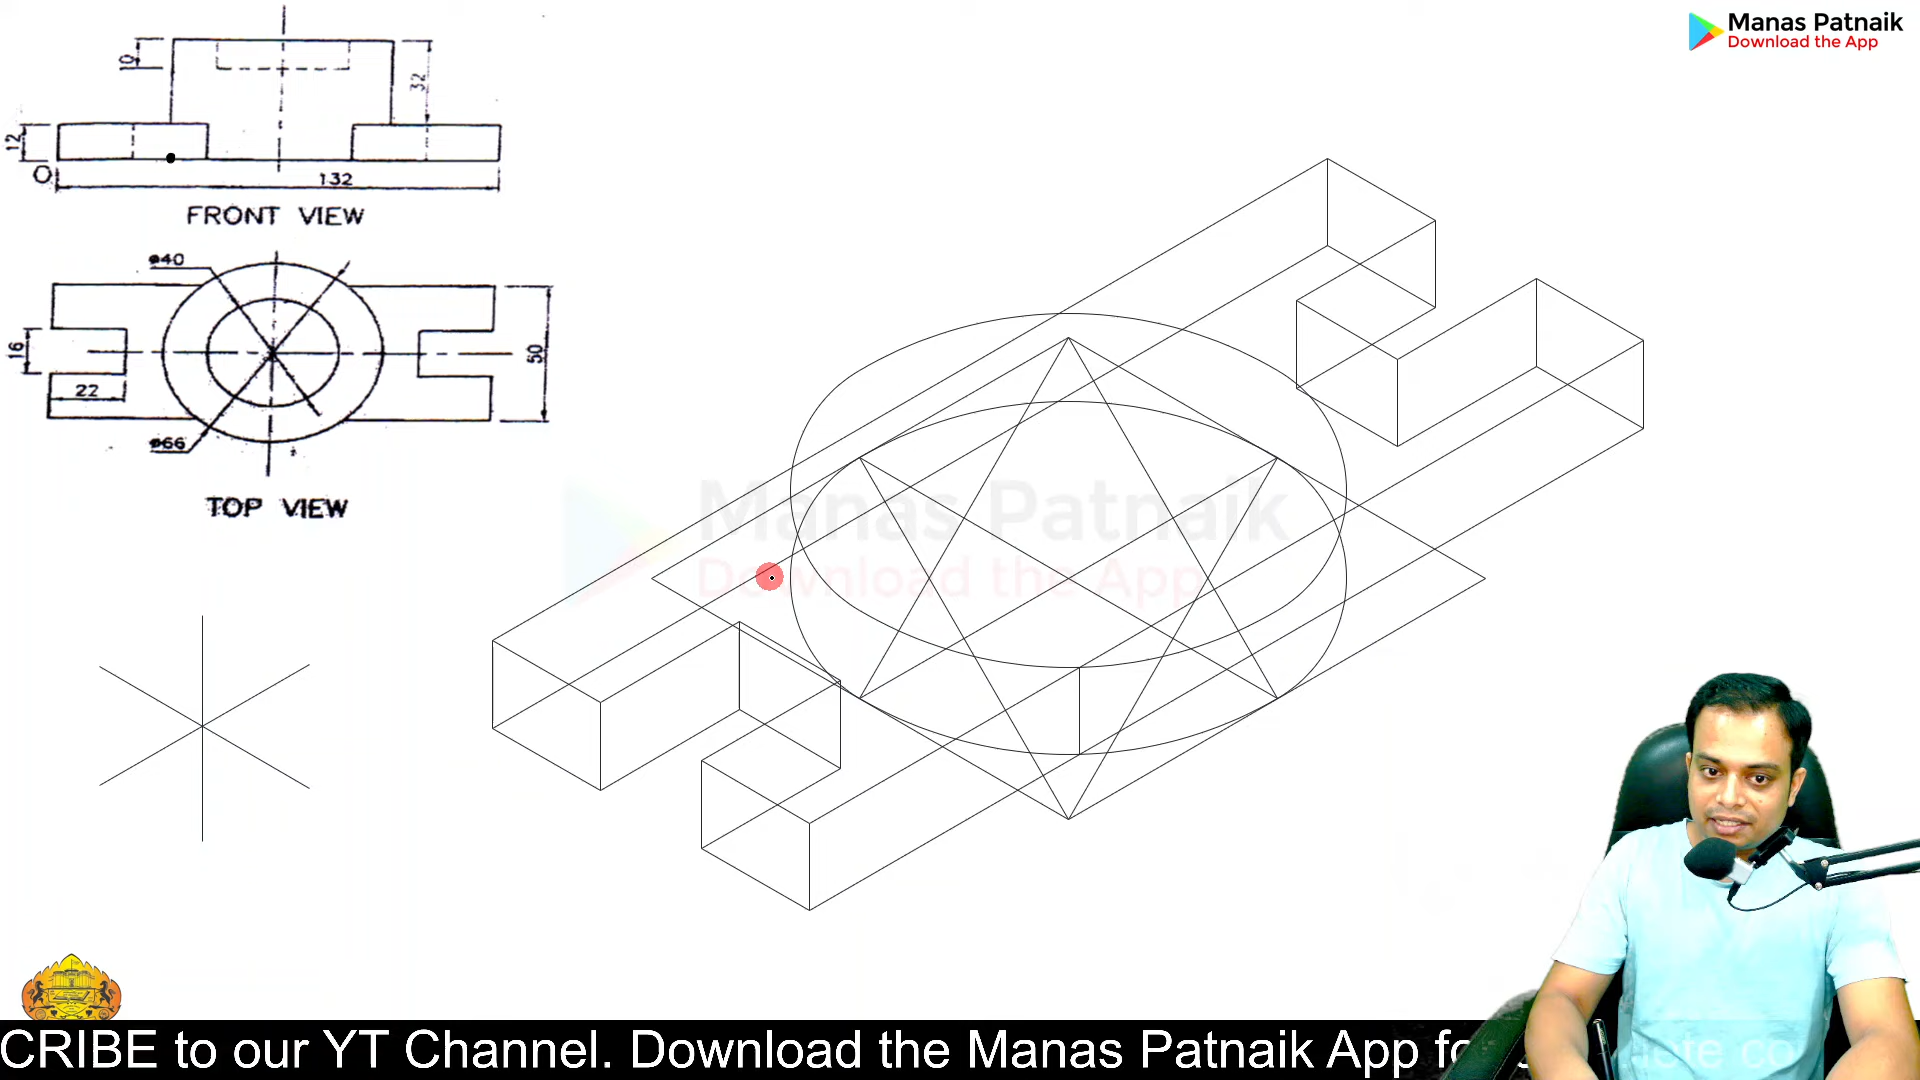 Manas Patnaik
Download the App
10
32
12
O
132
FRONT VIEW
ø40
16
50
22
ø66
TOP VIEW
Manas Patnaik
Download the App
CRIBE to our YT Channel. Download the Manas Patnaik App fo